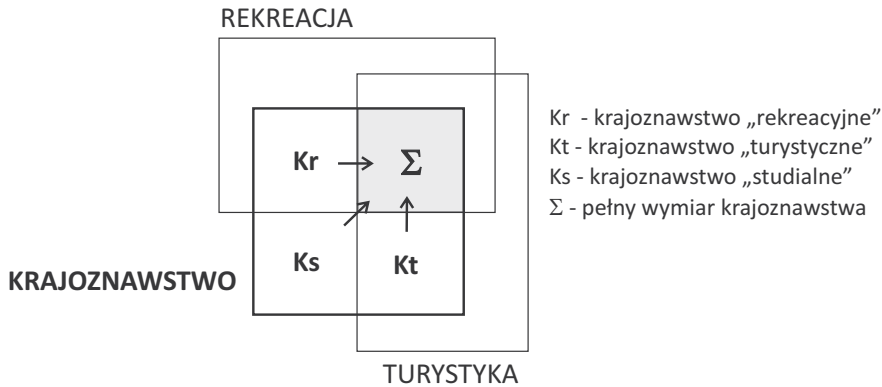 REKREACJA
Kr - krajoznawstwo „rekreacyjne”
Kt - krajoznawstwo „turystyczne”
Ks - krajoznawstwo „studialne”
Σ - pełny wymiar krajoznawstwa
Kr
Σ
Ks
Kt
KRAJOZNAWSTWO
TURYSTYKA